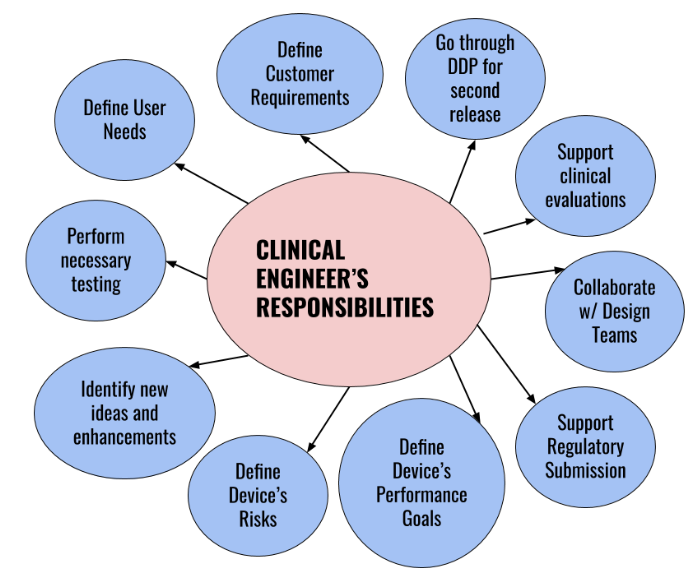 Define
Customer
Requirements
Go through
DDP for
second
release
Define User
Needs
Support
clinical
evaluations
Perform
necessary
testing
CLINICAL
ENGINEER’S
RESPONSIBILITIES
Collaborate
w/ Design
Teams
Identify new
ideas and
enhancements
Support
Regulatory
Submission
Define
Device’s
Performance
Goals
Define
Device’s
Risks